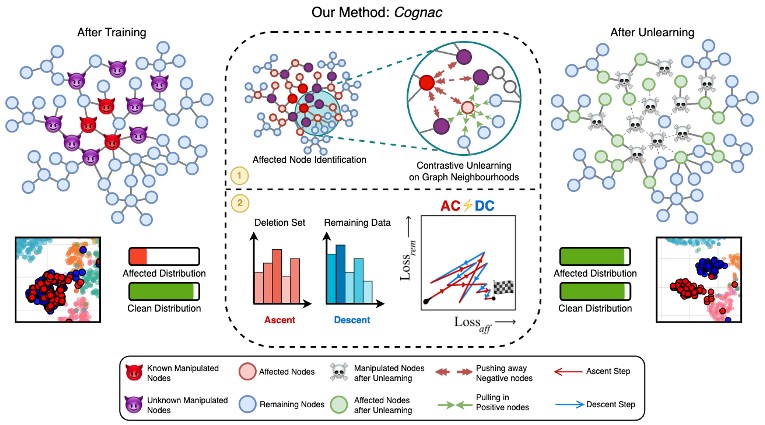 Our Method: Cognac
After Training
After Unlearning
Affected Node Identification
Contrastive Unlearning
on Graph Neighbourhoods
1
2
AC⚡DC
Deletion Set
Remaining Data
Ascent
Descent
Loss_rem
Loss_aff
Affected Distribution
Clean Distribution
Affected Distribution
Clean Distribution
Known Manipulated
Nodes
Affected Nodes
Manipulated Nodes
after Unlearning
Pushing away
Negative nodes
Ascent Step
Unknown Manipulated
Nodes
Remaining Nodes
Affected Nodes
after Unlearning
Pulling in
Positive nodes
Descent Step